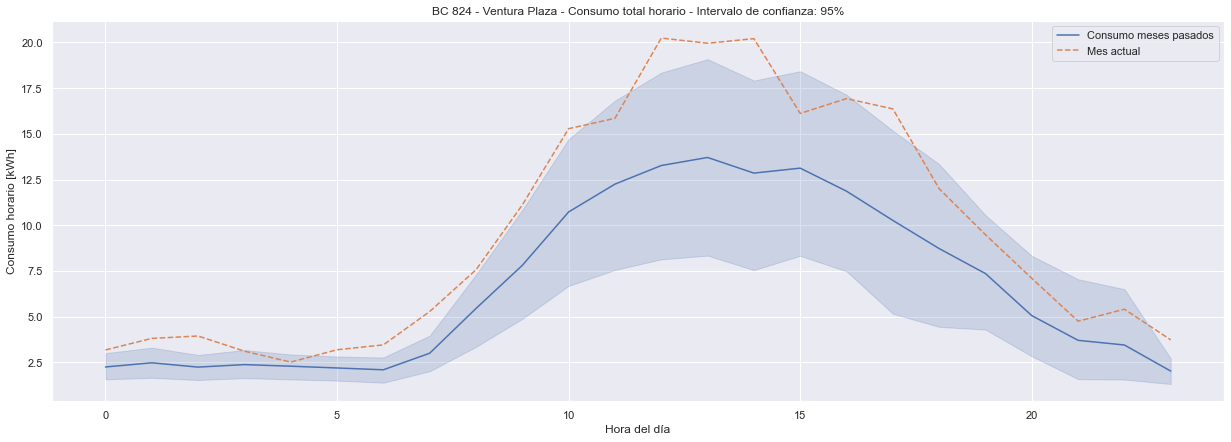 BC 824 - Ventura Plaza - Consumo total horario - Intervalo de confianza: 95%
Consumo meses pasados
Mes actual
20.0
17.5
15.0
12.5
10.0
7.5
5.0
2.5
Consumo horario [kWh]
0
5
10
15
20
Hora del día